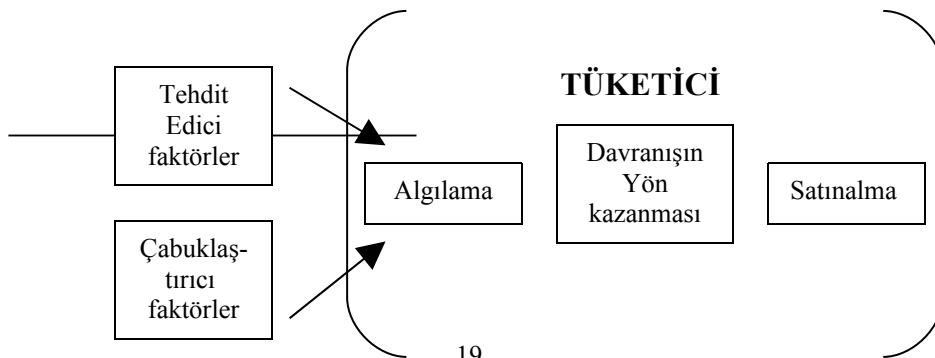 TÜKETİCİ
Tehdit
Edici
faktörler
Algılama
Davranışın
Yön
kazanması
Satınalma
Çabuklaş-
tırıcı
faktörler
19